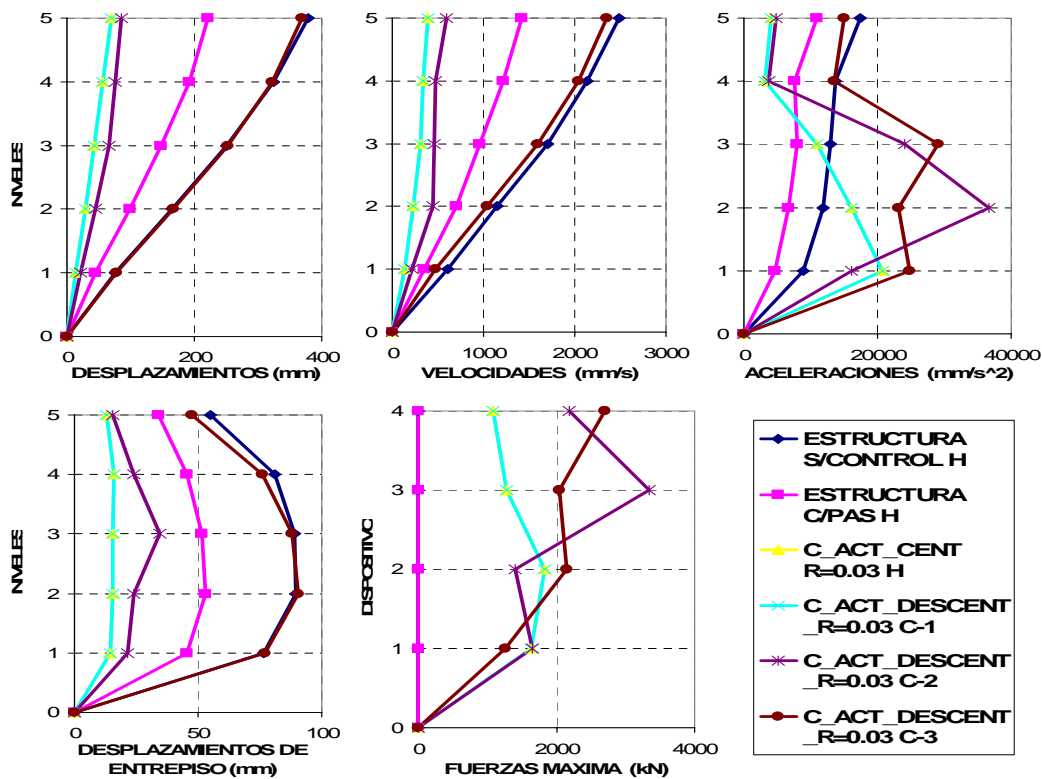 NIVELES
5
4
3
2
1
0
0 200 400
DESPLAZAMIENTOS (mm)
5
4
3
2
1
0
0 1000 2000 3000
VELOCIDADES (mm/s)
5
4
3
2
1
0
0 20000 40000
ACELERACIONES (mm/s^2)
NIVELES
5
4
3
2
1
0
0 50 100
DESPLAZAMIENTOS DE
ENTREPISO (mm)
DISPOSITIVO
4
3
2
1
0
0 2000 4000
FUERZAS MAXIMA (kN)
ESTRUCTURA
S/CONTROL H
ESTRUCTURA
C/PAS H
C_ACT_CENT
R=0.03 H
C_ACT_DESCENT
_R=0.03 C-1
C_ACT_DESCENT
_R=0.03 C-2
C_ACT_DESCENT
_R=0.03 C-3